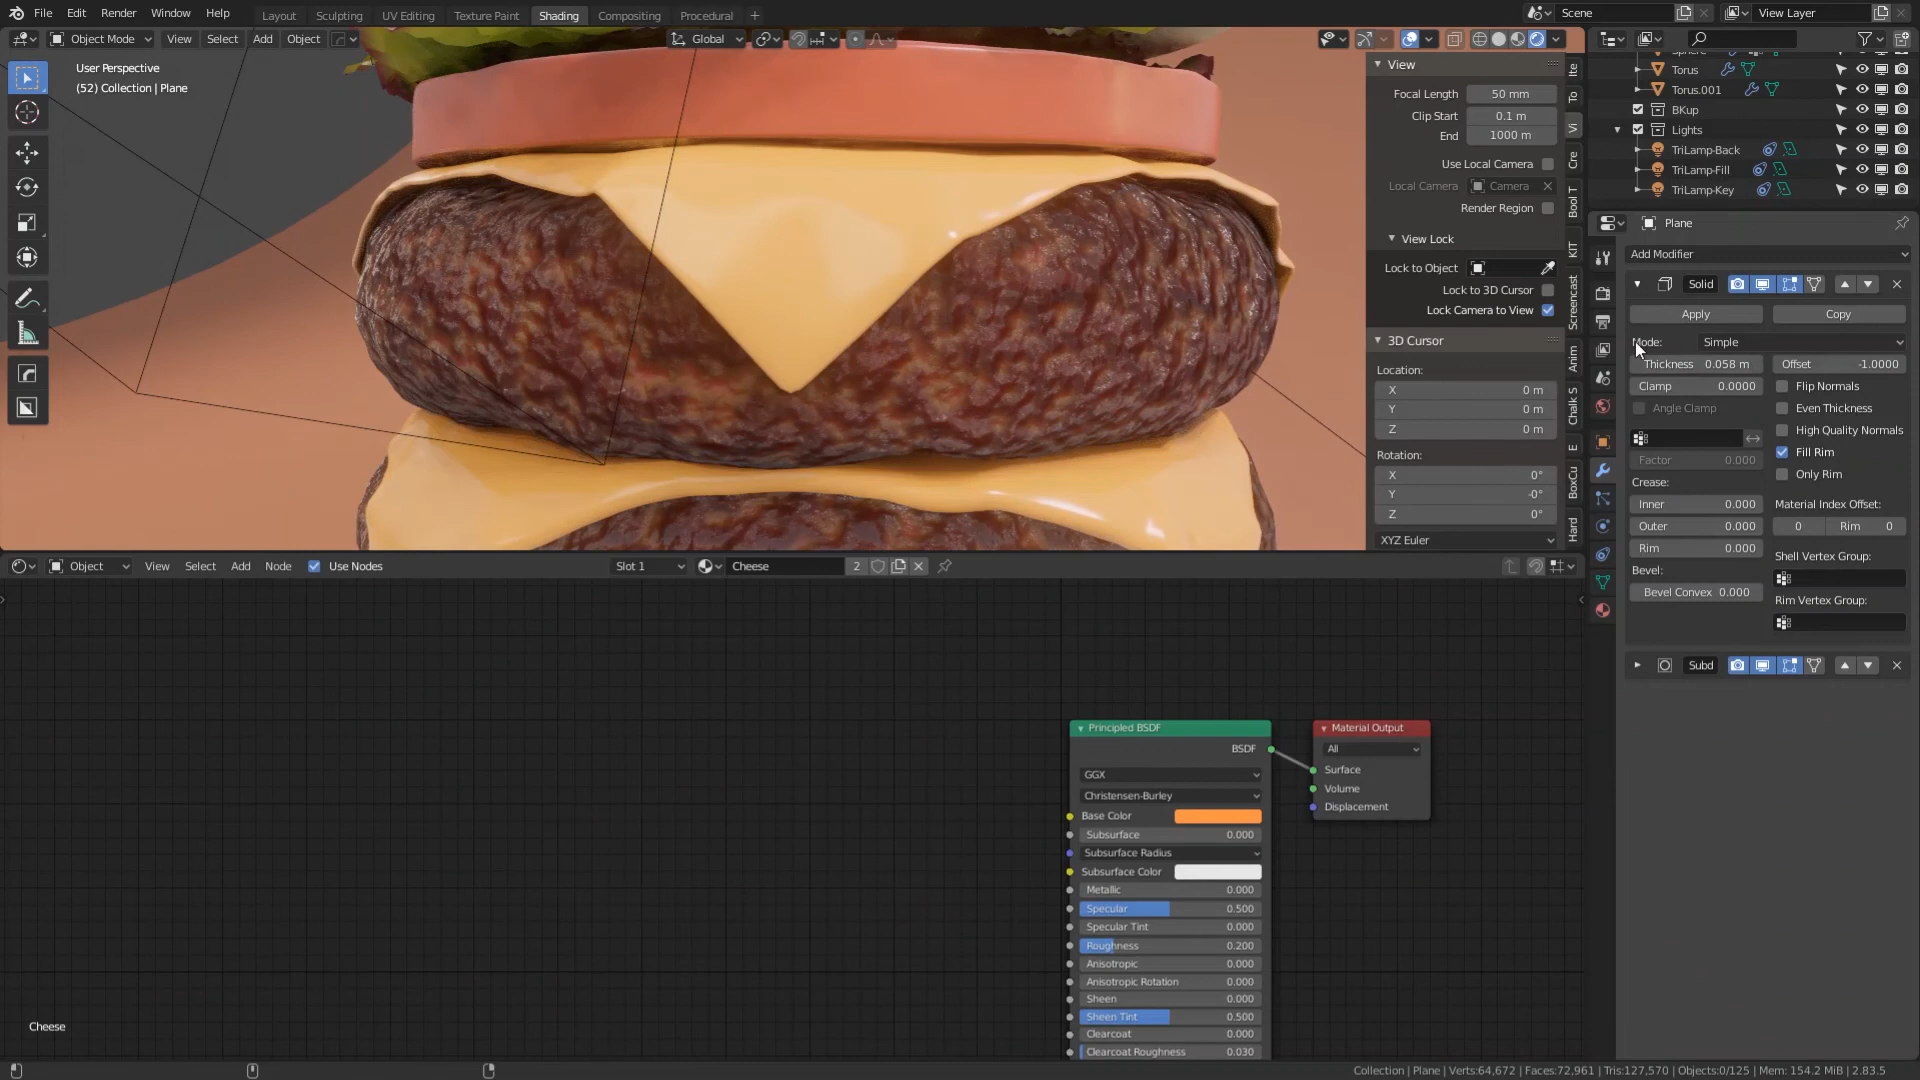 File Edit Render Window Help Layout Sculpting UV Editing Texture Paint Shading Compositing Procedural + Scene View Layer
Object Mode View Select Add Object Global
User Perspective
(52) Collection | Plane
View
Focal Length 50 mm
Clip Start 0.1 m
End 1000 m
Use Local Camera
Local Camera Camera
Render Region
View Lock
Lock to Object
Lock to 3D Cursor
Lock Camera to View
3D Cursor
Location:
X 0 m
Y 0 m
Z 0 m
Rotation:
X 0°
Y -0°
Z 0°
XYZ Euler
Ite
To
Vi
Cre
Bool T
KIT
Screencast
Anim
Chalk S
E
BoxCu
Hard
Torus
Torus.001
BKup
Lights
TriLamp-Back
TriLamp-Fill
TriLamp-Key
Plane
Add Modifier
Solid
Apply Copy
Mode: Simple
Thickness 0.058 m Offset -1.0000
Clamp 0.0000 Flip Normals
Angle Clamp Even Thickness
High Quality Normals
Factor 0.000 Fill Rim
Only Rim
Crease:
Inner 0.000 Material Index Offset:
Outer 0.000 0 Rim 0
Rim 0.000 Shell Vertex Group:
Bevel:
Bevel Convex 0.000 Rim Vertex Group:
Subd
Object View Select Add Node Use Nodes Slot 1 Cheese 2
Principled BSDF
BSDF
GGX
Christensen-Burley
Base Color
Subsurface 0.000
Subsurface Radius
Subsurface Color
Metallic 0.000
Specular 0.500
Specular Tint 0.000
Roughness 0.200
Anisotropic 0.000
Anisotropic Rotation 0.000
Sheen 0.000
Sheen Tint 0.500
Clearcoat 0.000
Clearcoat Roughness 0.030
Material Output
All
Surface
Volume
Displacement
Cheese
Collection | Plane | Verts:64,672 | Faces:72,961 | Tris:127,570 | Objects:0/125 | Mem: 154.2 MiB | 2.83.5